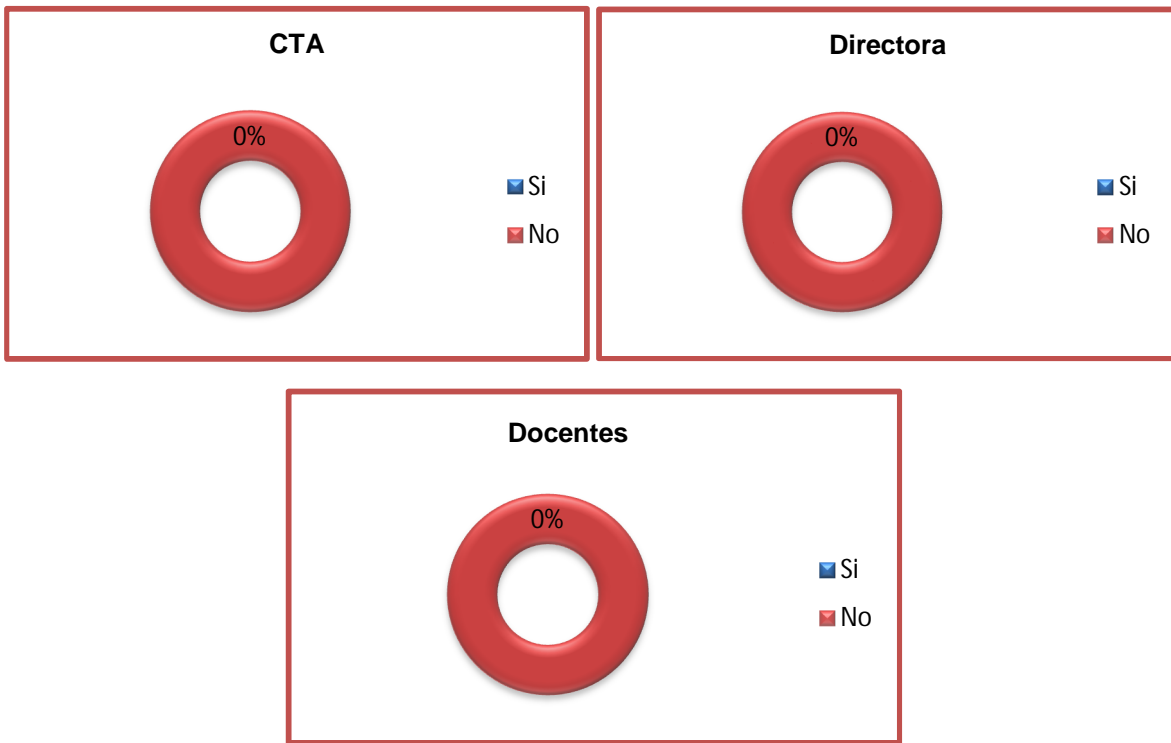 CTA
0%
Si
No
Directora
0%
Si
No
Docentes
0%
Si
No